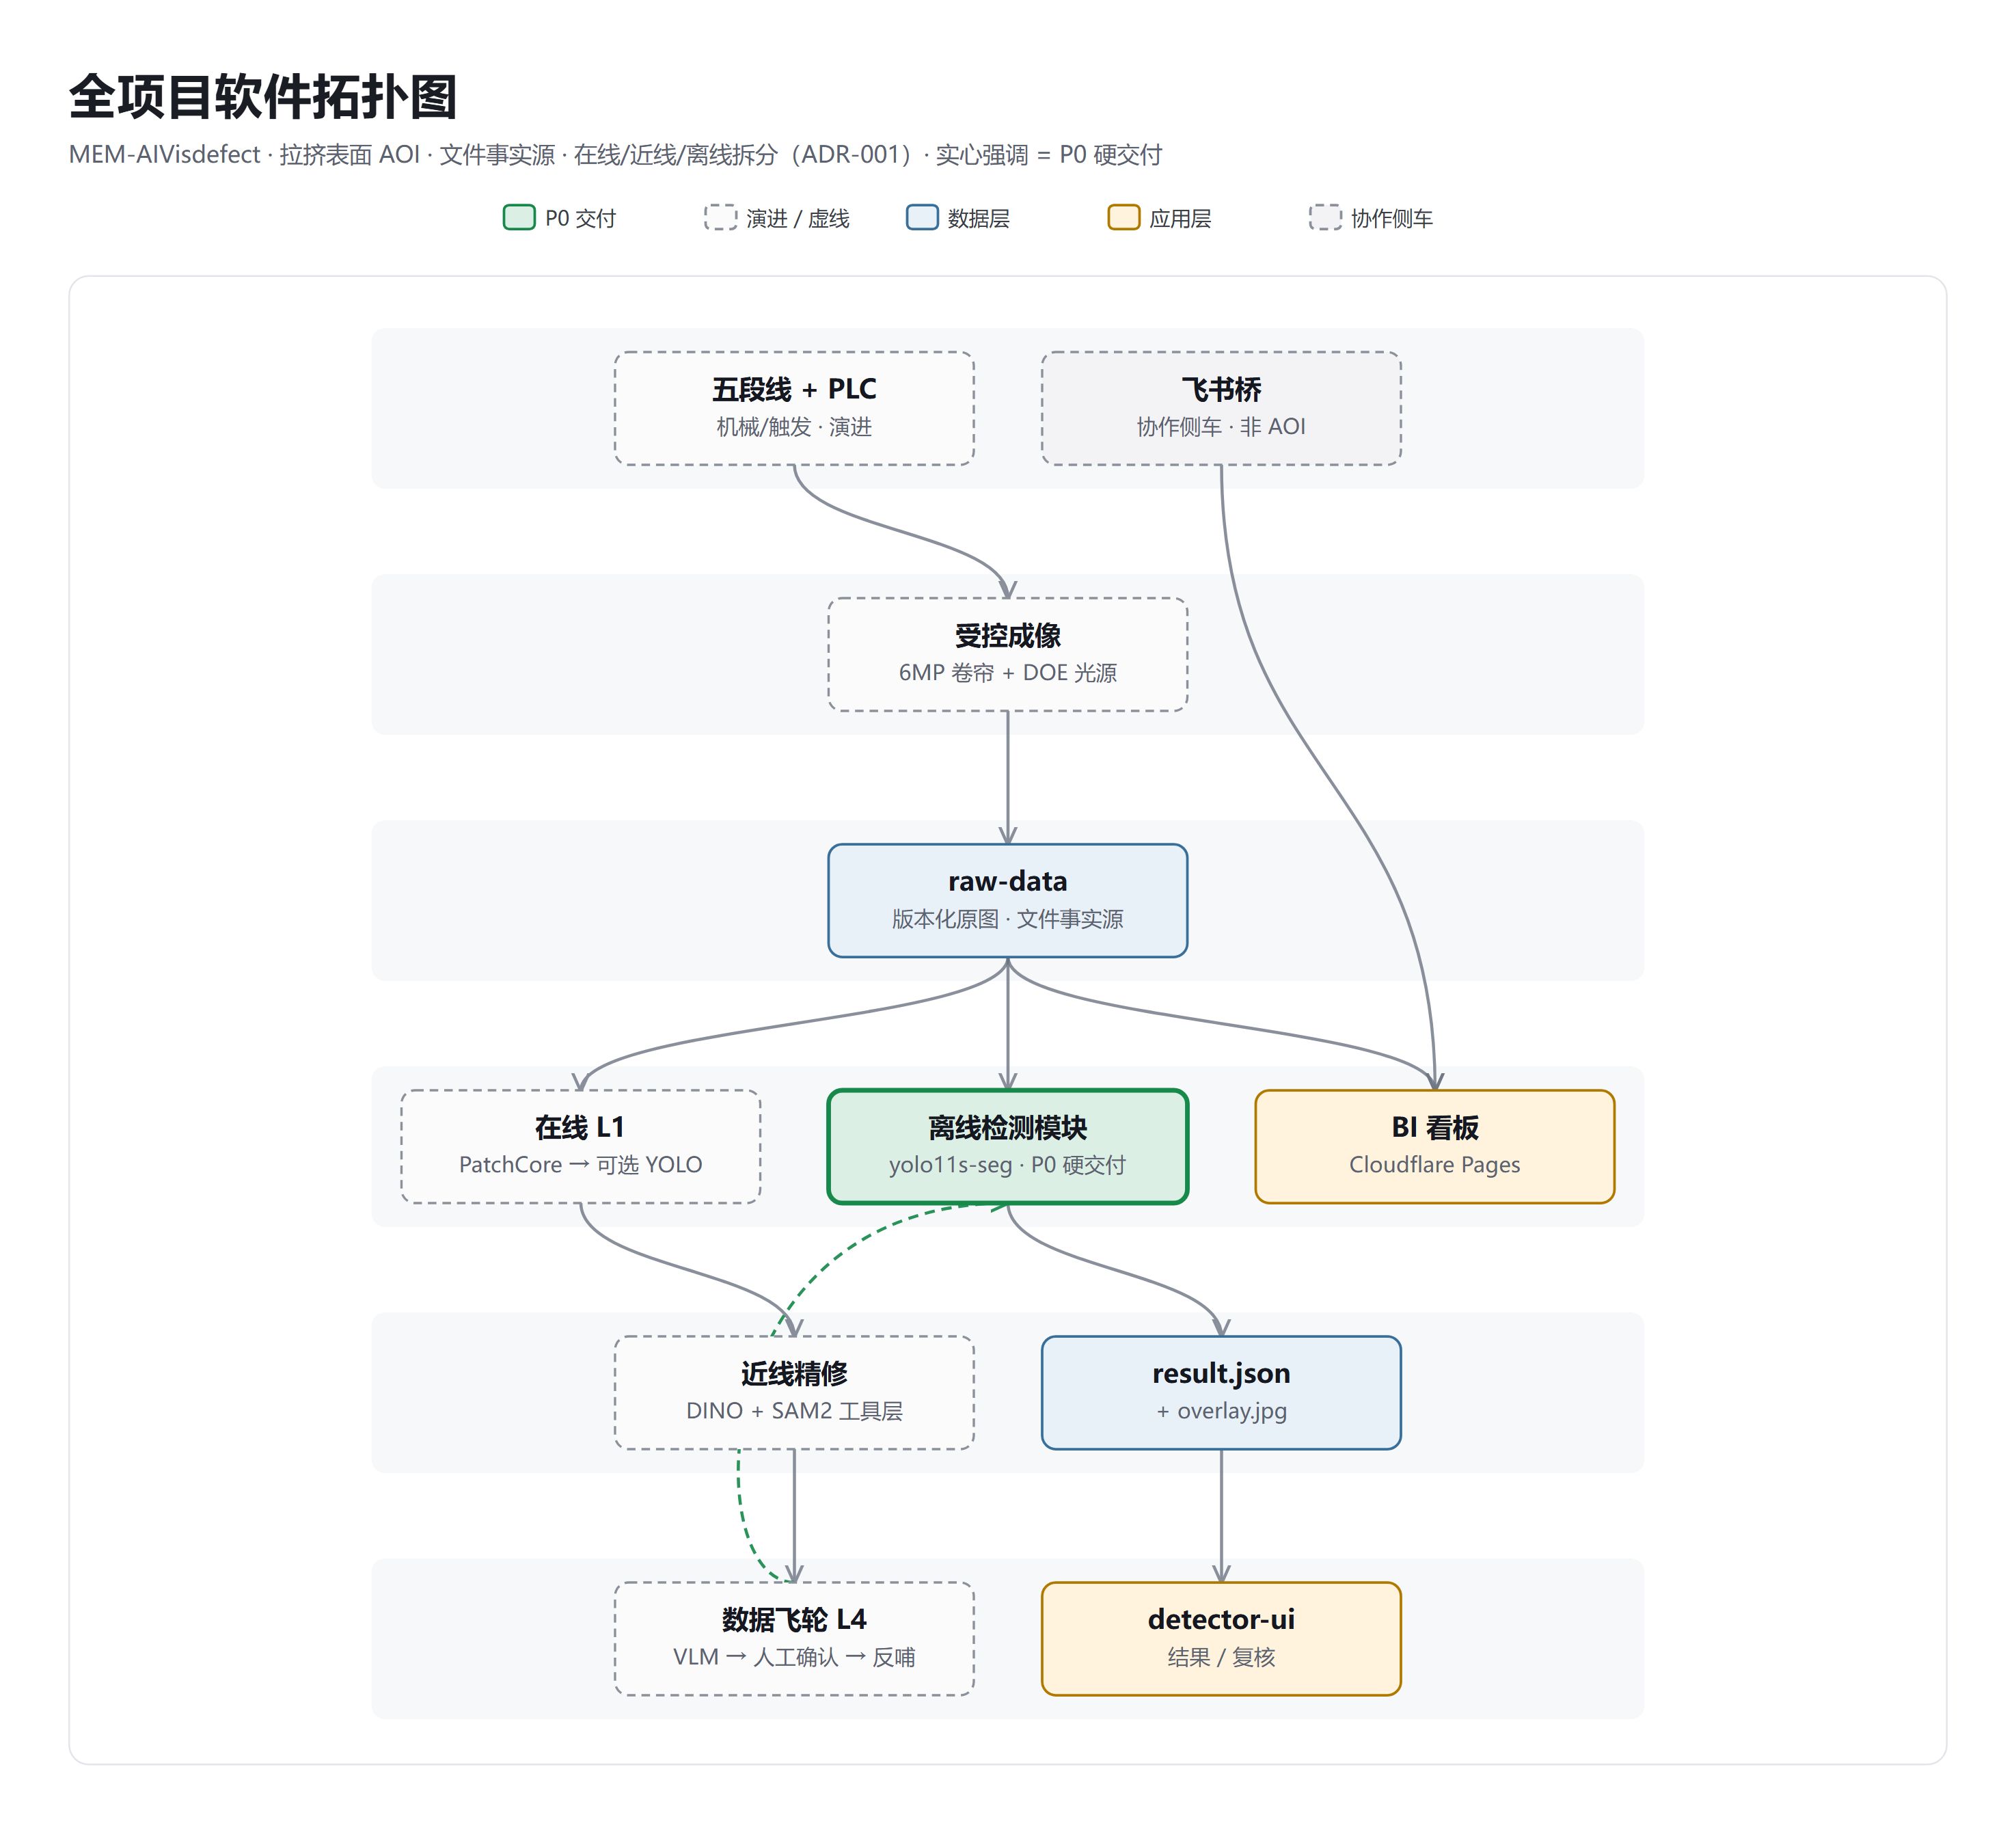 全项目软件拓扑图
MEM-AIVisdefect · 拉挤表面 AOI · 文件事实源 · 在线/近线/离线拆分（ADR-001）· 实心强调 = P0 硬交付
P0 交付
演进 / 虚线
数据层
应用层
协作侧车
五段线 + PLC
机械/触发 · 演进
飞书桥
协作侧车 · 非 AOI
受控成像
6MP 卷帘 + DOE 光源
raw-data
版本化原图 · 文件事实源
在线 L1
PatchCore → 可选 YOLO
离线检测模块
yolo11s-seg · P0 硬交付
BI 看板
Cloudflare Pages
近线精修
DINO + SAM2 工具层
result.json
+ overlay.jpg
数据飞轮 L4
VLM → 人工确认 → 反哺
detector-ui
结果 / 复核